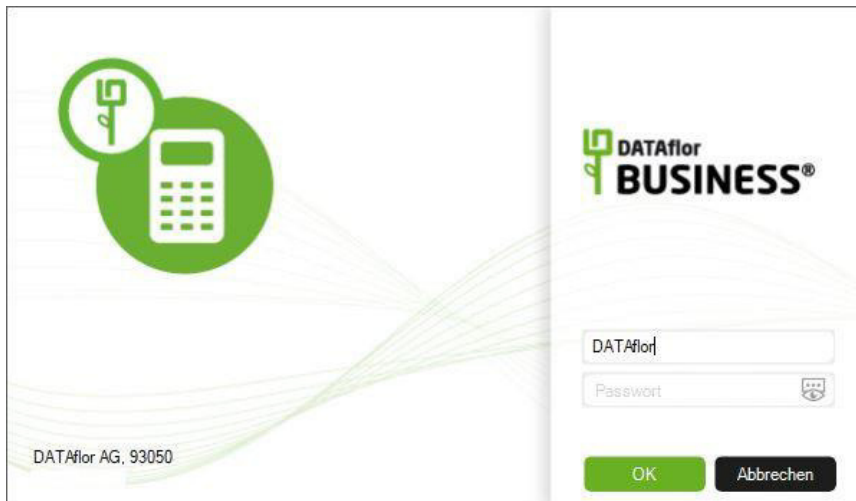 DATAflor
BUSINESS®
DATAflor
Passwort
DATAflor AG, 93050
OK
Abbrechen